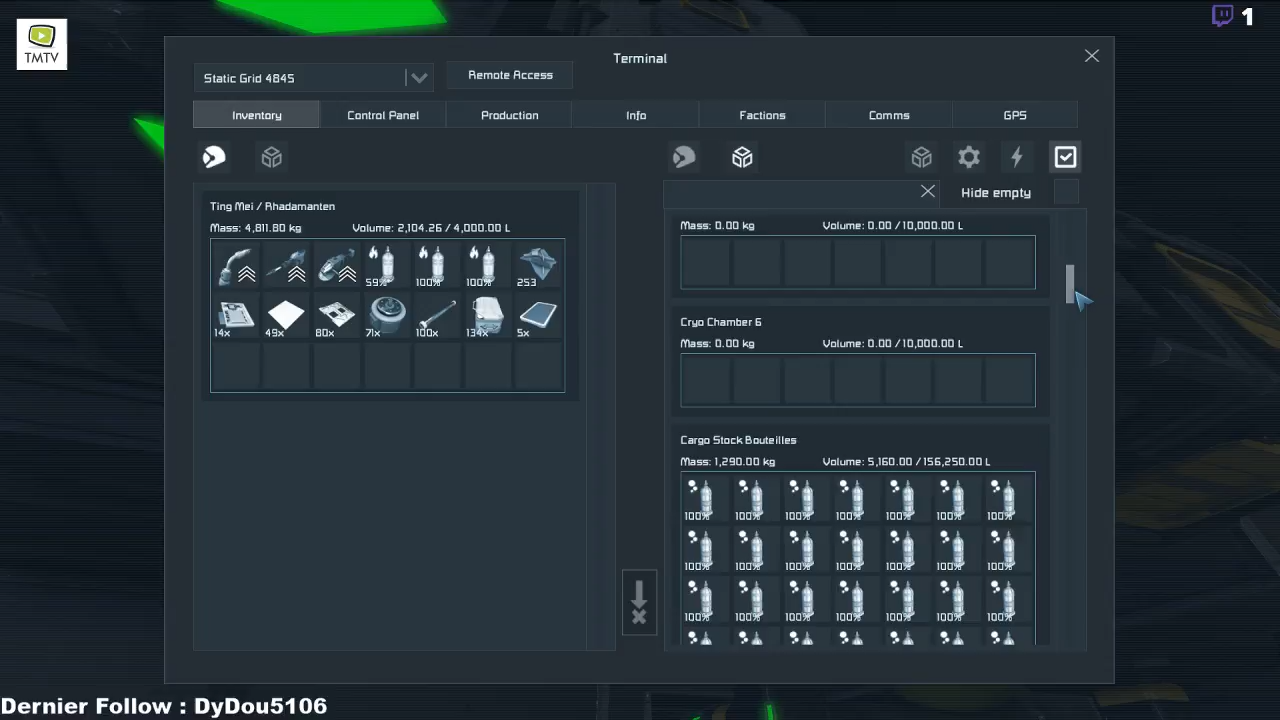 TMTV
1
Terminal
Static Grid 4845
Remote Access
Inventory
Control Panel
Production
Info
Factions
Comms
GPS
Hide empty
Ting Mei / Rhadamanten
Mass: 4,811.80 kg
Volume: 2,104.26 / 4,000.00 L
59%
100%
100%
253
14x
49x
80x
71x
100x
134x
5x
Mass: 0.00 kg
Volume: 0.00 / 10,000.00 L
Cryo Chamber 6
Mass: 0.00 kg
Volume: 0.00 / 10,000.00 L
Cargo Stock Bouteilles
Mass: 1,290.00 kg
Volume: 5,160.00 / 156,250.00 L
100% 100% 100% 100% 100% 100% 100%
100% 100% 100% 100% 100% 100% 100%
100% 100% 100% 100% 100% 100% 100%
Dernier Follow : DyDou5106